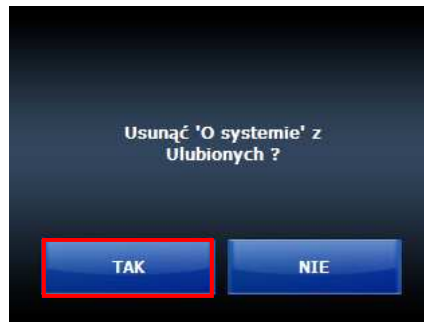 Usunąć 'O systemie' z
Ulubionych ?
TAK
NIE